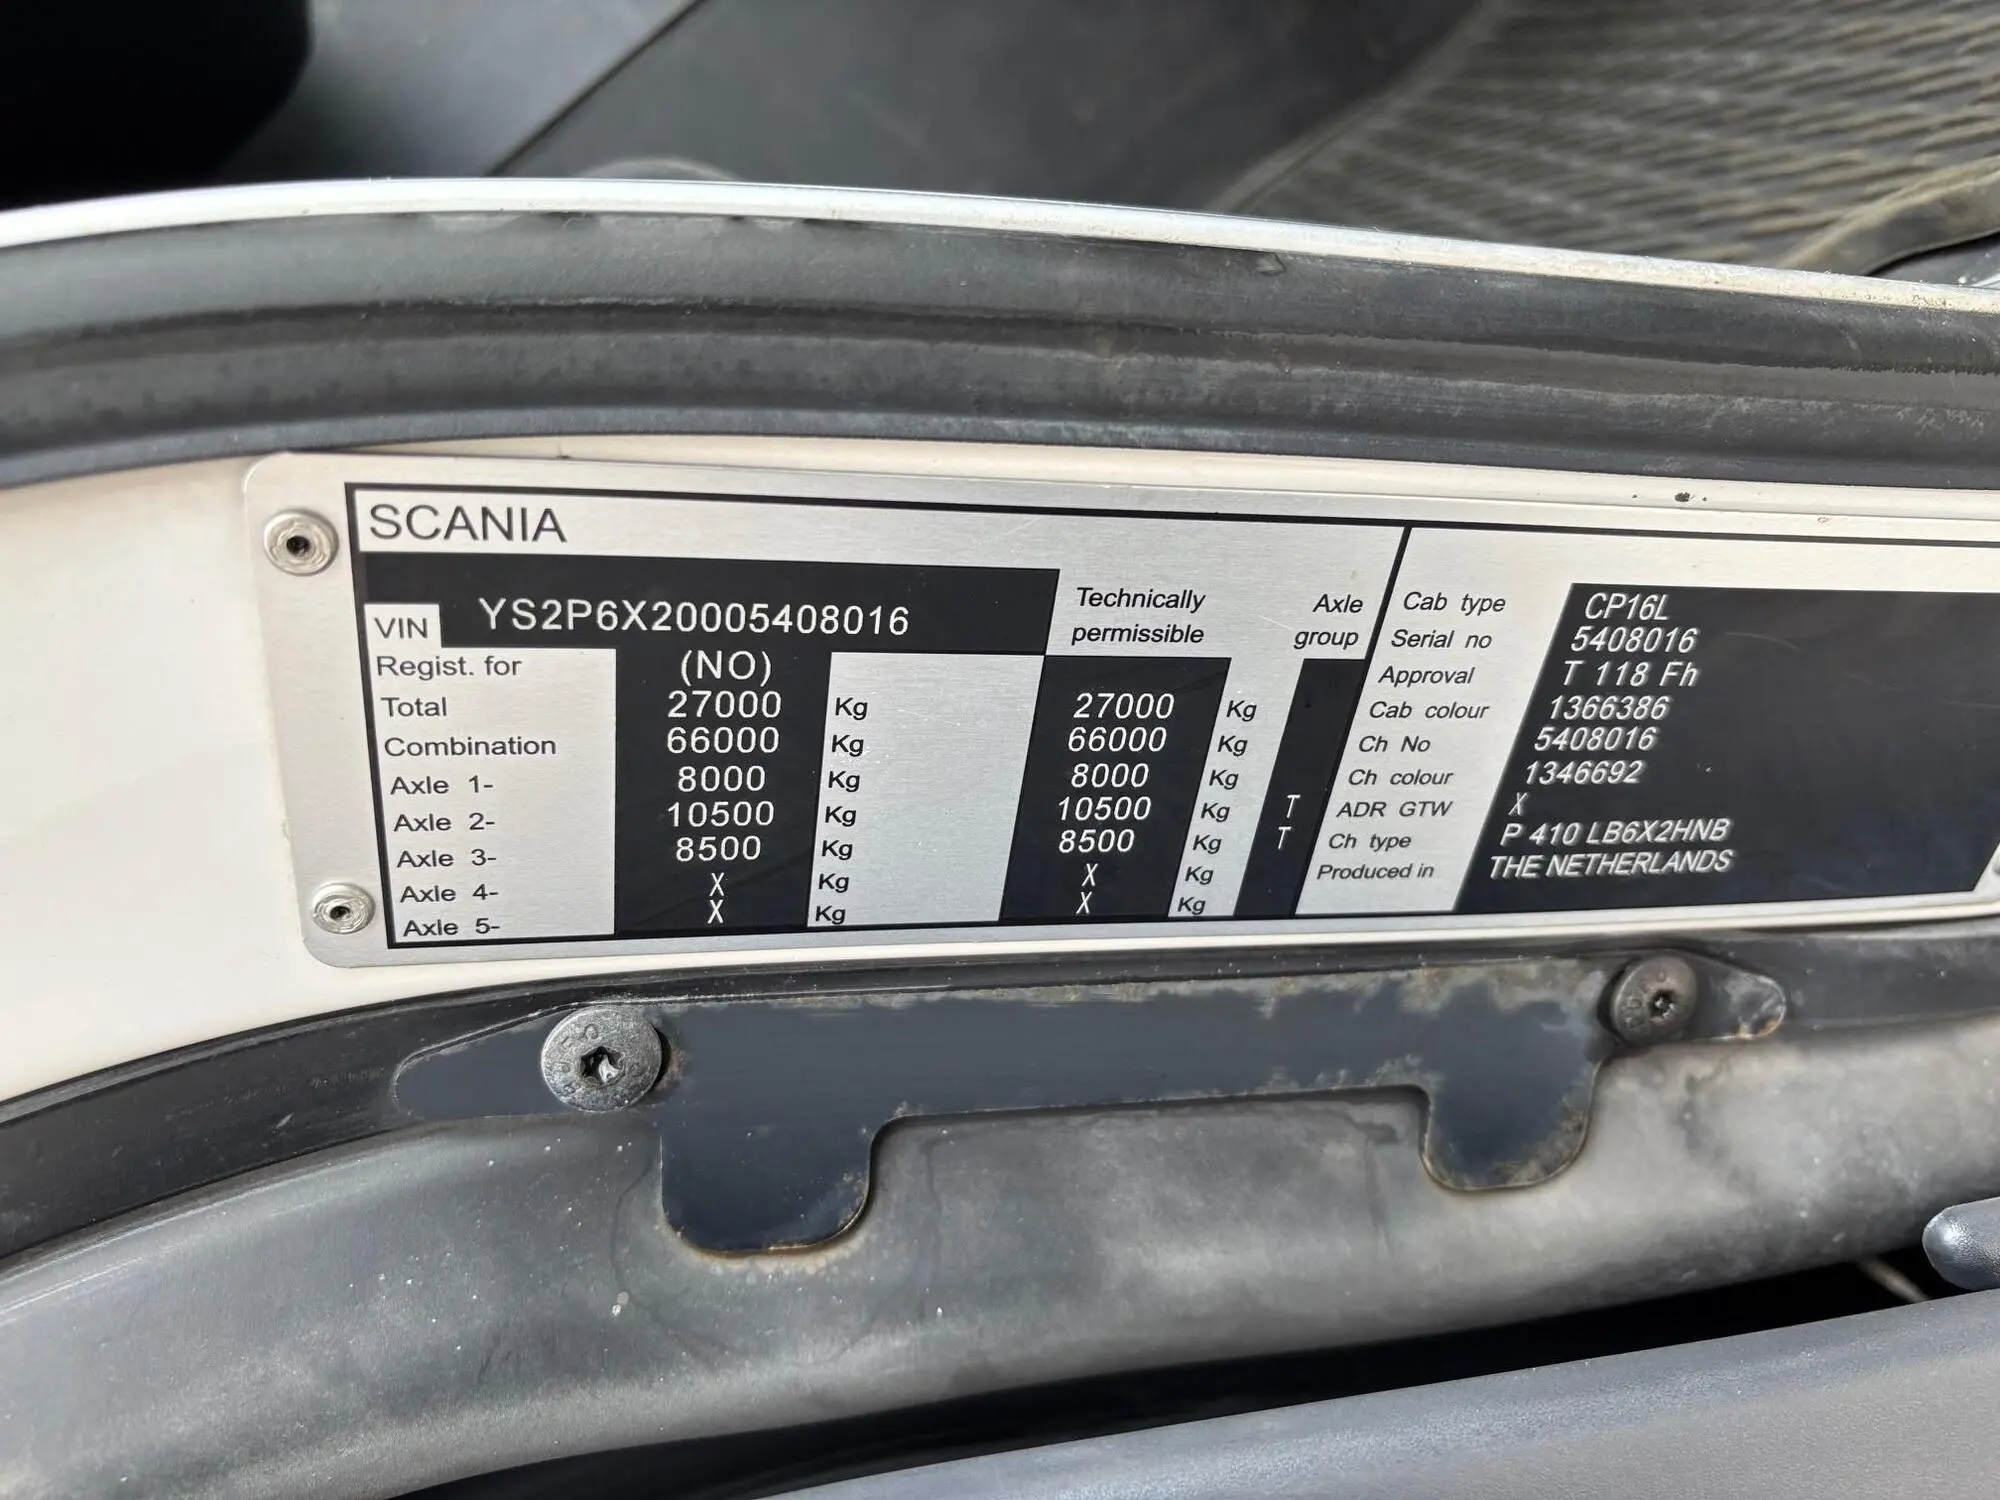 SCANIA
VIN YS2P6X20005408016
Technically permissible Axle group
Regist. for (NO)
Total 27000 Kg 27000 Kg
Combination 66000 Kg 66000 Kg
Axle 1- 8000 Kg 8000 Kg
Axle 2- 10500 Kg 10500 Kg T
Axle 3- 8500 Kg 8500 Kg T
Axle 4- X Kg X Kg
Axle 5- X Kg X Kg
Cab type CP16L
Serial no 5408016
Approval T 118 Fh
Cab colour 1366386
Ch No 5408016
Ch colour 1346692
ADR GTW X
Ch type P 410 LB6X2HNB
Produced in THE NETHERLANDS